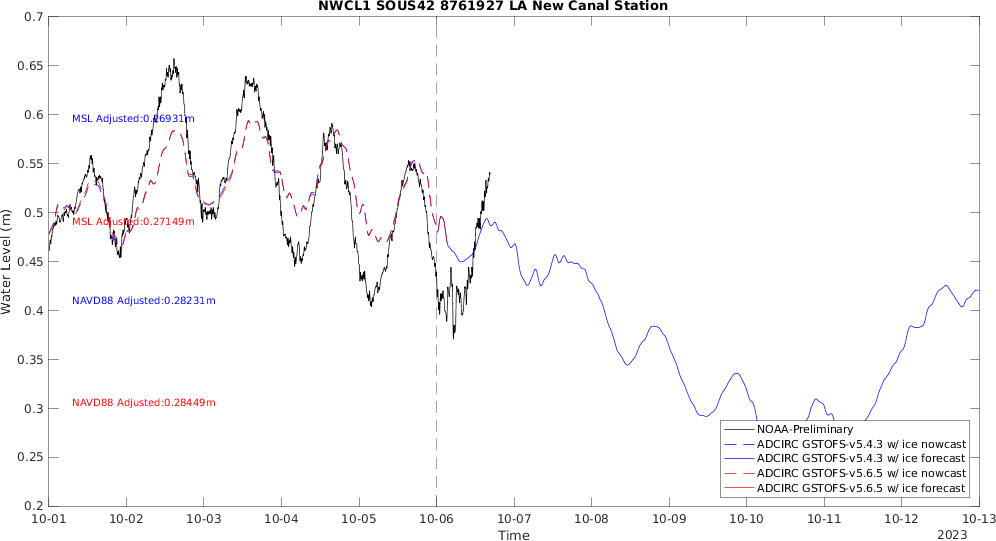 NWCL1 SOUS42 8761927 LA New Canal Station
0.7
0.65
0.6
0.55
0.5
0.45
0.4
0.35
0.3
0.25
0.2
Water Level (m)
MSL Adjusted:0.26931m
MSL Adjusted:0.27149m
NAVD88 Adjusted:0.28231m
NAVD88 Adjusted:0.28449m
NOAA-Preliminary
ADCIRC GSTOFS-v5.4.3 w/ ice nowcast
ADCIRC GSTOFS-v5.4.3 w/ ice forecast
ADCIRC GSTOFS-v5.6.5 w/ ice nowcast
ADCIRC GSTOFS-v5.6.5 w/ ice forecast
10-01 10-02 10-03 10-04 10-05 10-06 10-07 10-08 10-09 10-10 10-11 10-12 10-13
Time
2023